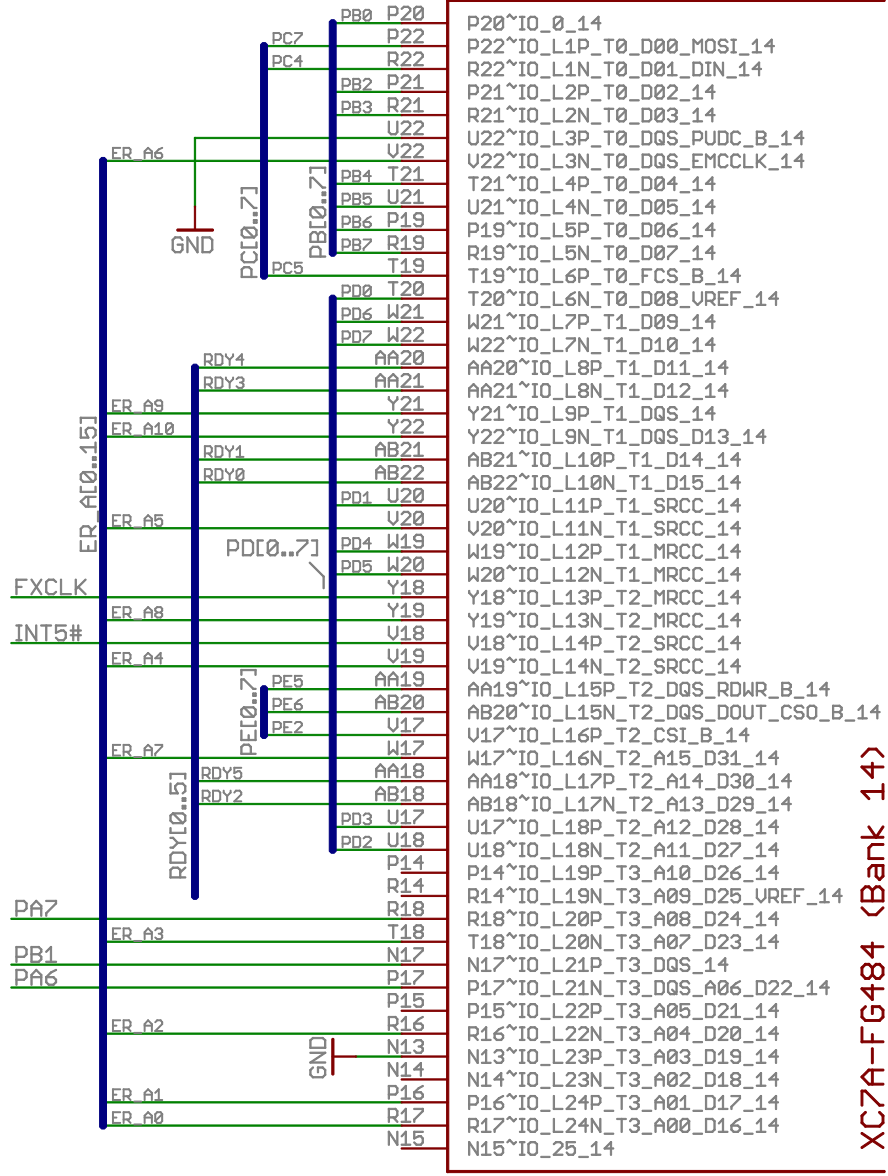 PB0 P20 P20~IO_0_14
PC7 P22 P22~IO_L1P_T0_D00_MOSI_14
PC4 R22 R22~IO_L1N_T0_D01_DIN_14
PB2 P21 P21~IO_L2P_T0_D02_14
PB3 R21 R21~IO_L2N_T0_D03_14
U22 U22~IO_L3P_T0_DQS_PUDC_B_14
ER_A6 V22 V22~IO_L3N_T0_DQS_EMCCLK_14
PB4 T21 T21~IO_L4P_T0_D04_14
PB5 U21 U21~IO_L4N_T0_D05_14
PB6 P19 P19~IO_L5P_T0_D06_14
PB7 R19 R19~IO_L5N_T0_D07_14
GND
PC[0..7]
PB[0..7]
PC5 T19 T19~IO_L6P_T0_FCS_B_14
PD0 T20 T20~IO_L6N_T0_D08_VREF_14
PD6 W21 W21~IO_L7P_T1_D09_14
PD7 W22 W22~IO_L7N_T1_D10_14
RDY4 AA20 AA20~IO_L8P_T1_D11_14
RDY3 AA21 AA21~IO_L8N_T1_D12_14
ER_A9 Y21 Y21~IO_L9P_T1_DQS_14
ER_A10 Y22 Y22~IO_L9N_T1_DQS_D13_14
RDY1 AB21 AB21~IO_L10P_T1_D14_14
RDY0 AB22 AB22~IO_L10N_T1_D15_14
ER_A[0..15]
PD1 U20 U20~IO_L11P_T1_SRCC_14
ER_A5 V20 V20~IO_L11N_T1_SRCC_14
PD[0..7]
PD4 W19 W19~IO_L12P_T1_MRCC_14
PD5 W20 W20~IO_L12N_T1_MRCC_14
FXCLK Y18 Y18~IO_L13P_T2_MRCC_14
ER_A8 Y19 Y19~IO_L13N_T2_MRCC_14
INT5# V18 V18~IO_L14P_T2_SRCC_14
ER_A4 V19 V19~IO_L14N_T2_SRCC_14
PE[0..7]
PE5 AA19 AA19~IO_L15P_T2_DQS_RDWR_B_14
PE6 AB20 AB20~IO_L15N_T2_DQS_DOUT_CSO_B_14
PE2 V17 V17~IO_L16P_T2_CSI_B_14
ER_A7 W17 W17~IO_L16N_T2_A15_D31_14
RDY5 AA18 AA18~IO_L17P_T2_A14_D30_14
RDY2 AB18 AB18~IO_L17N_T2_A13_D29_14
RDY[0..5]
PD3 U17 U17~IO_L18P_T2_A12_D28_14
PD2 U18 U18~IO_L18N_T2_A11_D27_14
P14 P14~IO_L19P_T3_A10_D26_14
R14 R14~IO_L19N_T3_A09_D25_VREF_14
PA7 R18 R18~IO_L20P_T3_A08_D24_14
ER_A3 T18 T18~IO_L20N_T3_A07_D23_14
PB1 N17 N17~IO_L21P_T3_DQS_14
PA6 P17 P17~IO_L21N_T3_DQS_A06_D22_14
P15 P15~IO_L22P_T3_A05_D21_14
ER_A2 R16 R16~IO_L22N_T3_A04_D20_14
GND N13 N13~IO_L23P_T3_A03_D19_14
N14 N14~IO_L23N_T3_A02_D18_14
ER_A1 P16 P16~IO_L24P_T3_A01_D17_14
ER_A0 R17 R17~IO_L24N_T3_A00_D16_14
N15 N15~IO_25_14
XC7A-FG484 (Bank 14)